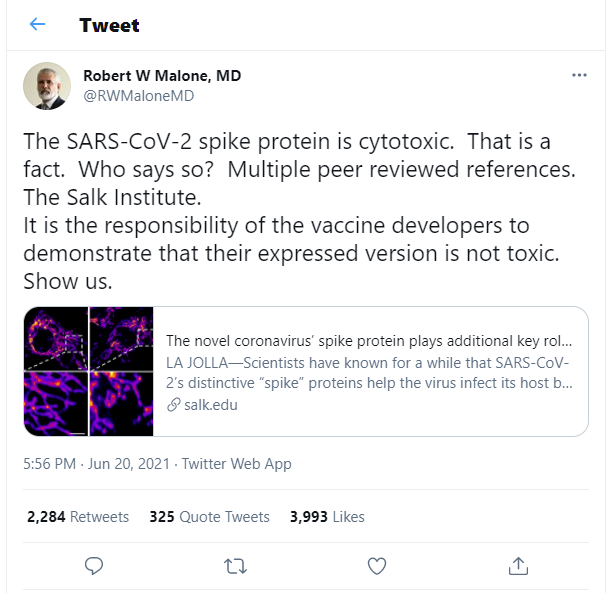 Tweet
Robert W Malone, MD
@RWMaloneMD
The SARS-CoV-2 spike protein is cytotoxic.  That is a
fact.  Who says so?  Multiple peer reviewed references.
The Salk Institute.
It is the responsibility of the vaccine developers to
demonstrate that their expressed version is not toxic.
Show us.
The novel coronavirus' spike protein plays additional key rol...
LA JOLLA—Scientists have known for a while that SARS-CoV-
2's distinctive “spike” proteins help the virus infect its host b...
salk.edu
5:56 PM · Jun 20, 2021 · Twitter Web App
2,284 Retweets 325 Quote Tweets 3,993 Likes